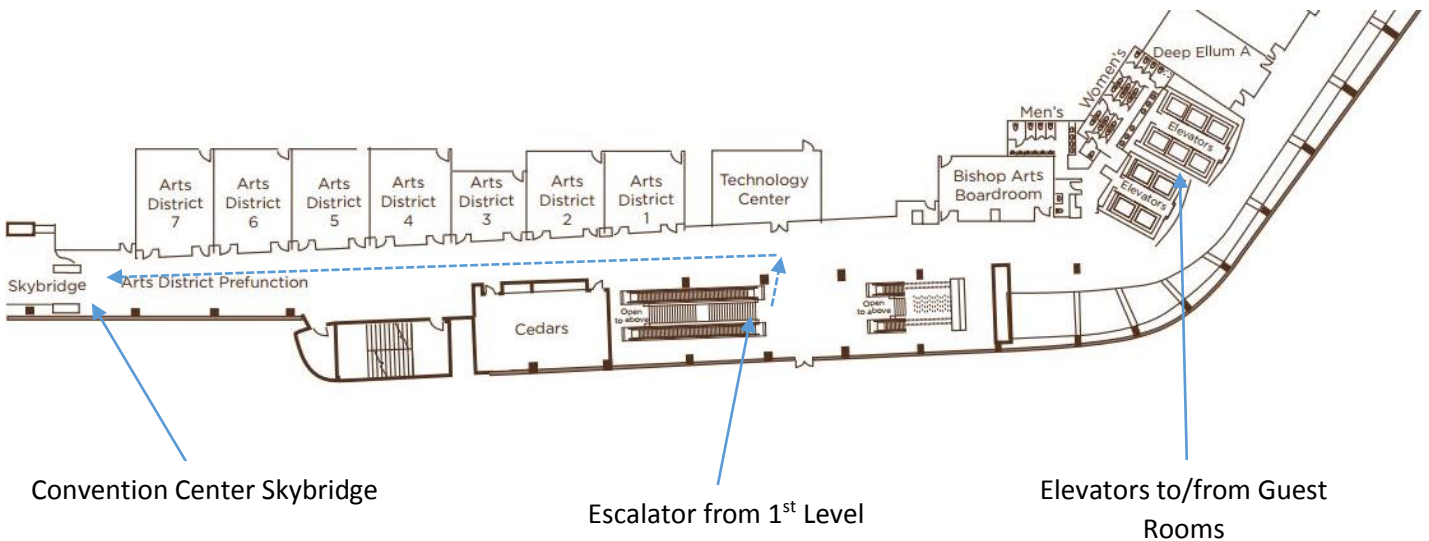 Deep Ellum A
Women's
Men's
Elevators
Elevators
Arts
District
7
Arts
District
6
Arts
District
5
Arts
District
4
Arts
District
3
Arts
District
2
Arts
District
1
Technology
Center
Bishop Arts
Boardroom
Skybridge
Arts District Prefunction
Cedars
Open
to above
Open
to above
Convention Center Skybridge
Escalator from 1st Level
Elevators to/from Guest
Rooms